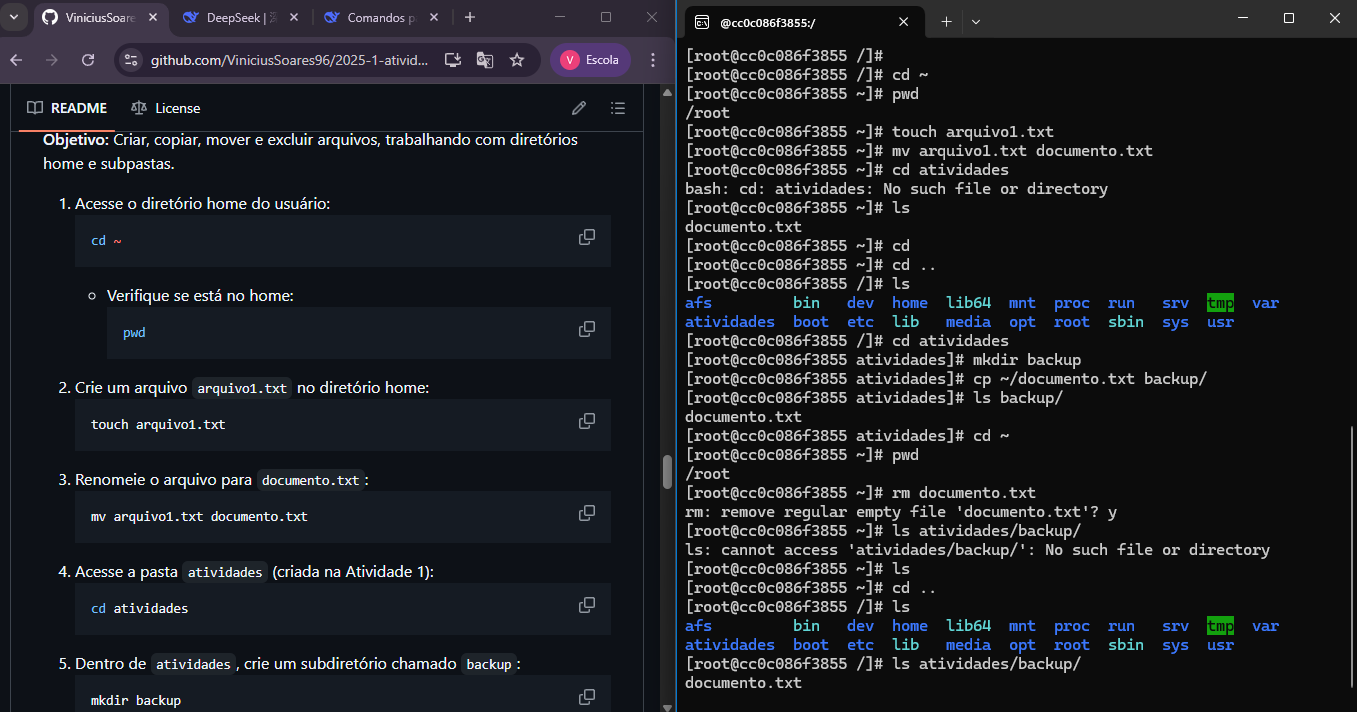 ViniciusSoare
DeepSeek |
Comandos p
github.com/ViniciusSoares96/2025-1-ativid...
V
Escola
README
License
Objetivo: Criar, copiar, mover e excluir arquivos, trabalhando com diretórios
home e subpastas.
1. Acesse o diretório home do usuário:
cd ~
Verifique se está no home:
pwd
2. Crie um arquivo arquivo1.txt no diretório home:
touch arquivo1.txt
3. Renomeie o arquivo para documento.txt :
mv arquivo1.txt documento.txt
4. Acesse a pasta atividades (criada na Atividade 1):
cd atividades
5. Dentro de atividades , crie um subdiretório chamado backup :
mkdir backup
@cc0c086f3855:/
[root@cc0c086f3855 /]#
[root@cc0c086f3855 /]# cd ~
[root@cc0c086f3855 ~]# pwd
/root
[root@cc0c086f3855 ~]# touch arquivo1.txt
[root@cc0c086f3855 ~]# mv arquivo1.txt documento.txt
[root@cc0c086f3855 ~]# cd atividades
bash: cd: atividades: No such file or directory
[root@cc0c086f3855 ~]# ls
documento.txt
[root@cc0c086f3855 ~]# cd
[root@cc0c086f3855 ~]# cd ..
[root@cc0c086f3855 /]# ls
afs bin dev home lib64 mnt proc run srv tmp var
atividades boot etc lib media opt root sbin sys usr
[root@cc0c086f3855 /]# cd atividades
[root@cc0c086f3855 atividades]# mkdir backup
[root@cc0c086f3855 atividades]# cp ~/documento.txt backup/
[root@cc0c086f3855 atividades]# ls backup/
documento.txt
[root@cc0c086f3855 atividades]# cd ~
[root@cc0c086f3855 ~]# pwd
/root
[root@cc0c086f3855 ~]# rm documento.txt
rm: remove regular empty file 'documento.txt'? y
[root@cc0c086f3855 ~]# ls atividades/backup/
ls: cannot access 'atividades/backup/': No such file or directory
[root@cc0c086f3855 ~]# ls
[root@cc0c086f3855 ~]# cd ..
[root@cc0c086f3855 /]# ls
afs bin dev home lib64 mnt proc run srv tmp var
atividades boot etc lib media opt root sbin sys usr
[root@cc0c086f3855 /]# ls atividades/backup/
documento.txt